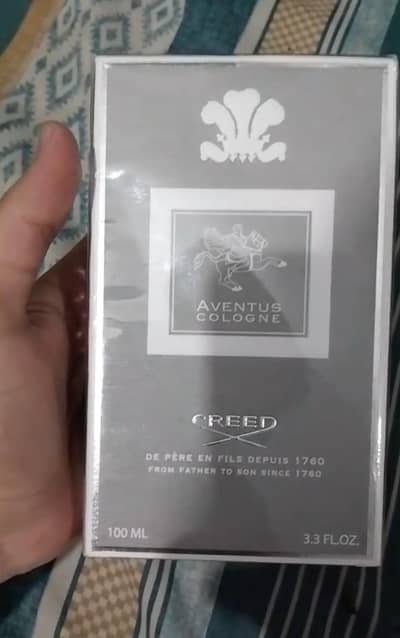 AVENTUS
COLOGNE
CREED
DE PÈRE EN FILS DEPUIS 1760
FROM FATHER TO SON SINCE 1760
100 ML
3.3 FL.OZ.